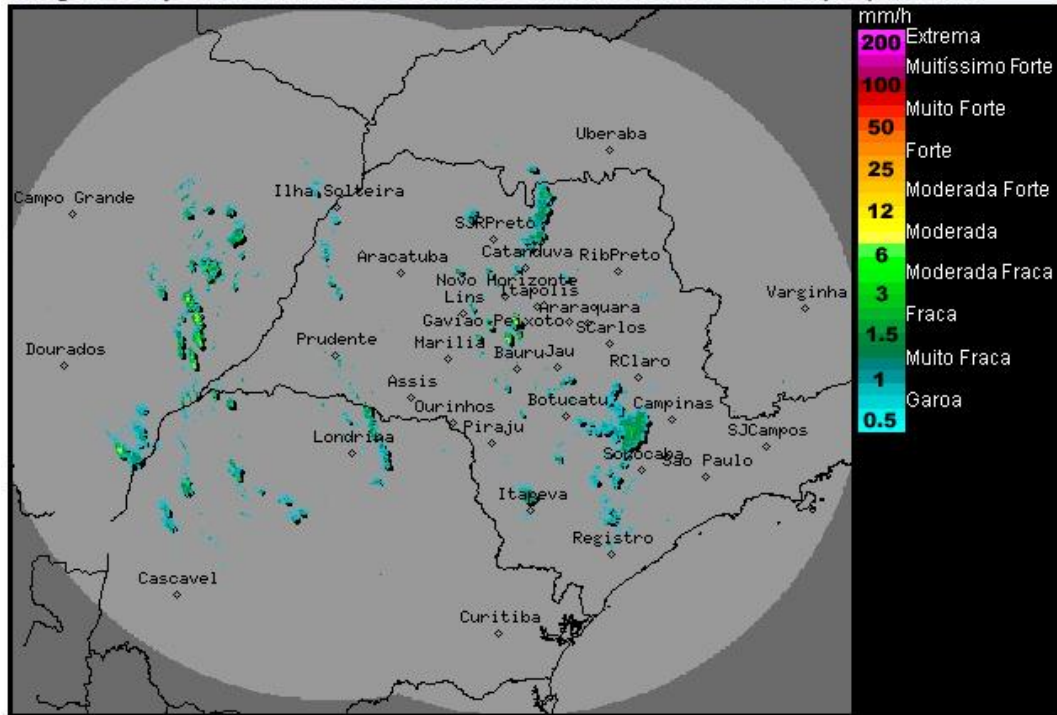 mm/h
200 Extrema
Muitíssimo Forte
100
Muito Forte
50
Forte
25
Moderada Forte
12
Moderada
6
Moderada Fraca
3
Fraca
1.5
Muito Fraca
1
Garoa
0.5
Uberaba
Campo Grande
Ilha Solteira
SJRPreto
Catanduva
Aracatuba
RibPreto
Novo Horizonte
Itapolis
Lins
Araraquara
Varginha
Gaviao Peixoto
SCarlos
Prudente
Dourados
Marilia
Bauru
Jau
RClaro
Assis
Botucatu
Campinas
Ourinhos
Piraju
SJCampos
Londrina
Sorocaba
Sao Paulo
Itapeva
Registro
Cascavel
Curitiba